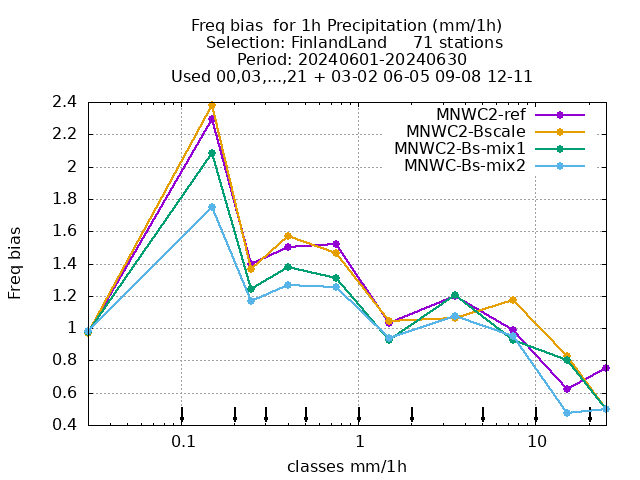 Freq bias  for 1h Precipitation (mm/1h)
Selection: FinlandLand     71 stations
Period: 20240601-20240630
Used 00,03,...,21 + 03-02 06-05 09-08 12-11
MNWC2-ref
MNWC2-Bscale
MNWC2-Bs-mix1
MNWC-Bs-mix2
Freq bias
2.4
2.2
2
1.8
1.6
1.4
1.2
1
0.8
0.6
0.4
0.1 1 10
classes mm/1h